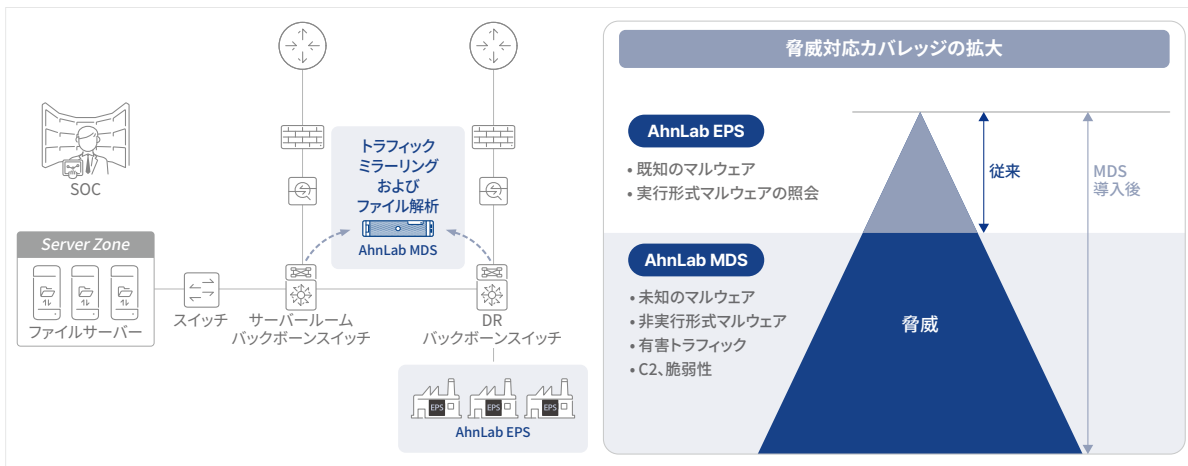 SOC
Server Zone
ファイルサーバー
スイッチ
サーバールーム
バックボーンスイッチ
トラフィック
ミラーリング
および
ファイル解析
AhnLab MDS
DR
バックボーンスイッチ
EPS
EPS
EPS
AhnLab EPS
脅威対応カバレッジの拡大
AhnLab EPS
• 既知のマルウェア
• 実行形式マルウェアの照会
従来
MDS
導入後
AhnLab MDS
• 未知のマルウェア
• 非実行形式マルウェア
• 有害トラフィック
• C2、脆弱性
脅威